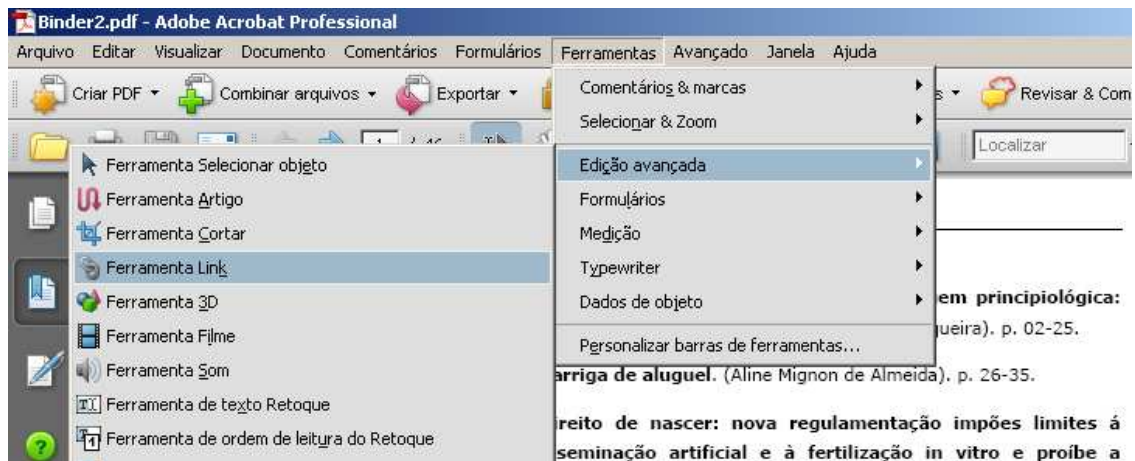 Binder2.pdf - Adobe Acrobat Professional
Arquivo Editar Visualizar Documento Comentários Formulários Ferramentas Avançado Janela Ajuda
Criar PDF Combinar arquivos Exportar Revisar & Com
Localizar
Comentários & marcas
Selecionar & Zoom
Edição avançada
Formulários
Medição
Typewriter
Dados de objeto
Personalizar barras de ferramentas...
Ferramenta Selecionar objeto
Ferramenta Artigo
Ferramenta Cortar
Ferramenta Link
Ferramenta 3D
Ferramenta Filme
Ferramenta Som
Ferramenta de texto Retoque
Ferramenta de ordem de leitura do Retoque
em principiológica:
ueira). p. 02-25.
arriga de aluguel. (Aline Mignon de Almeida). p. 26-35.
ireito de nascer: nova regulamentação impões limites á
seminação artificial e à fertilização in vitro e proíbe a